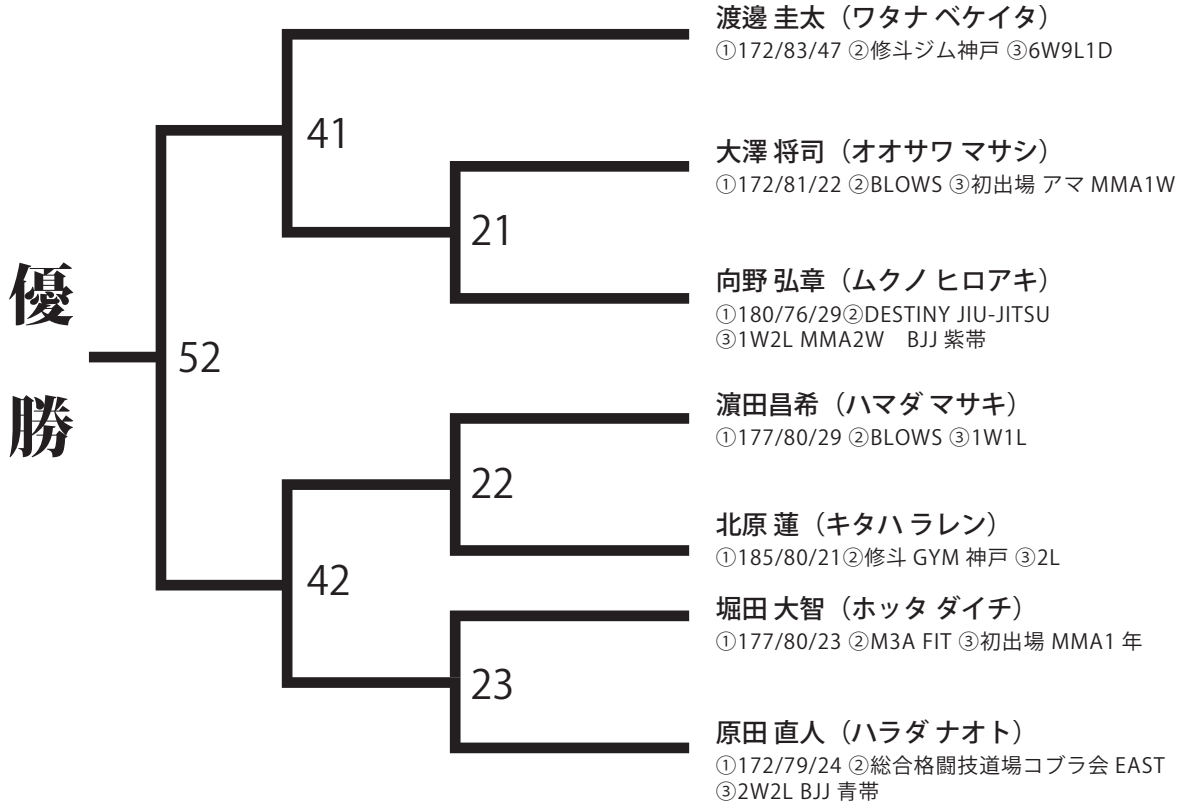 渡邊 圭太（ワタナ ベケイタ）
①172/83/47 ②修斗ジム神戸 ③6W9L1D
41
大澤 将司（オオサワ マサシ）
①172/81/22 ②BLOWS ③初出場 アマ MMA1W
21
向野 弘章（ムクノ ヒロアキ）
①180/76/29②DESTINY JIU-JITSU
③1W2L MMA2W　BJJ 紫帯
優勝
52
濵田昌希（ハマダ マサキ）
①177/80/29 ②BLOWS ③1W1L
22
北原 蓮（キタハ ラレン）
①185/80/21②修斗 GYM 神戸 ③2L
42
堀田 大智（ホッタ ダイチ）
①177/80/23 ②M3A FIT ③初出場 MMA1 年
23
原田 直人（ハラダ ナオト）
①172/79/24 ②総合格闘技道場コブラ会 EAST
③2W2L BJJ 青帯